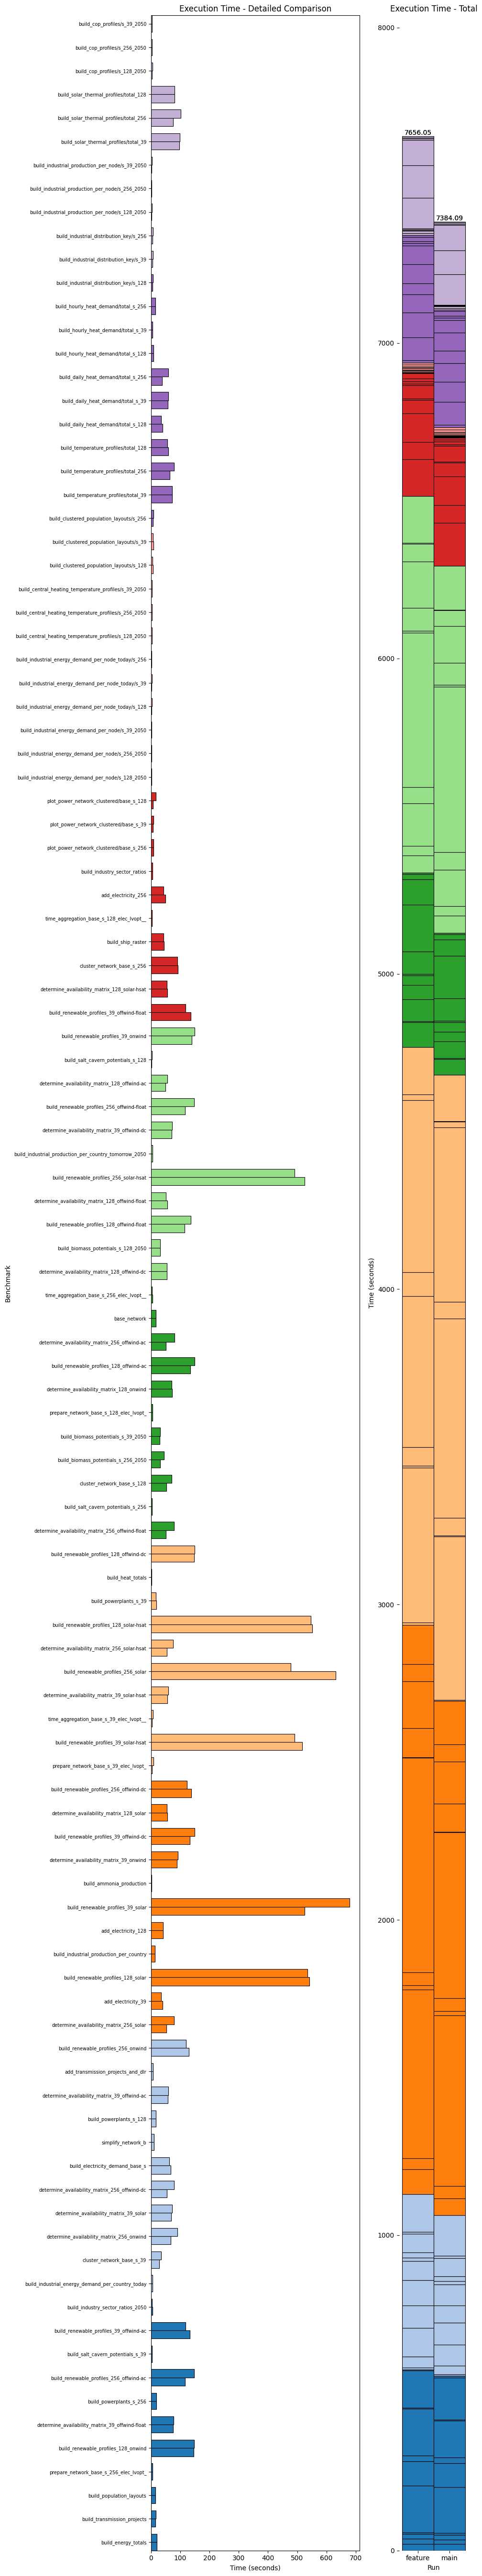 Execution Time - Detailed Comparison
Execution Time - Total
build_cop_profiles/s_39_2050
build_cop_profiles/s_256_2050
build_cop_profiles/s_128_2050
build_solar_thermal_profiles/total_128
build_solar_thermal_profiles/total_256
build_solar_thermal_profiles/total_39
build_industrial_production_per_node/s_39_2050
build_industrial_production_per_node/s_256_2050
build_industrial_production_per_node/s_128_2050
build_industrial_distribution_key/s_256
build_industrial_distribution_key/s_39
build_industrial_distribution_key/s_128
build_hourly_heat_demand/total_s_256
build_hourly_heat_demand/total_s_39
build_hourly_heat_demand/total_s_128
build_daily_heat_demand/total_s_256
build_daily_heat_demand/total_s_39
build_daily_heat_demand/total_s_128
build_temperature_profiles/total_128
build_temperature_profiles/total_256
build_temperature_profiles/total_39
build_clustered_population_layouts/s_256
build_clustered_population_layouts/s_39
build_clustered_population_layouts/s_128
build_central_heating_temperature_profiles/s_39_2050
build_central_heating_temperature_profiles/s_256_2050
build_central_heating_temperature_profiles/s_128_2050
build_industrial_energy_demand_per_node_today/s_256
build_industrial_energy_demand_per_node_today/s_39
build_industrial_energy_demand_per_node_today/s_128
build_industrial_energy_demand_per_node/s_39_2050
build_industrial_energy_demand_per_node/s_256_2050
build_industrial_energy_demand_per_node/s_128_2050
plot_power_network_clustered/base_s_128
plot_power_network_clustered/base_s_39
plot_power_network_clustered/base_s_256
build_industry_sector_ratios
add_electricity_256
time_aggregation_base_s_128_elec_lvopt__
build_ship_raster
cluster_network_base_s_256
determine_availability_matrix_128_solar-hsat
build_renewable_profiles_39_offwind-float
build_renewable_profiles_39_onwind
build_salt_cavern_potentials_s_128
determine_availability_matrix_128_offwind-ac
build_renewable_profiles_256_offwind-float
determine_availability_matrix_39_offwind-dc
build_industrial_production_per_country_tomorrow_2050
build_renewable_profiles_256_solar-hsat
determine_availability_matrix_128_offwind-float
build_renewable_profiles_128_offwind-float
build_biomass_potentials_s_128_2050
determine_availability_matrix_128_offwind-dc
time_aggregation_base_s_256_elec_lvopt__
base_network
determine_availability_matrix_256_offwind-ac
build_renewable_profiles_128_offwind-ac
determine_availability_matrix_128_onwind
prepare_network_base_s_128_elec_lvopt_
build_biomass_potentials_s_39_2050
build_biomass_potentials_s_256_2050
cluster_network_base_s_128
build_salt_cavern_potentials_s_256
determine_availability_matrix_256_offwind-float
build_renewable_profiles_128_offwind-dc
build_heat_totals
build_powerplants_s_39
build_renewable_profiles_128_solar-hsat
determine_availability_matrix_256_solar-hsat
build_renewable_profiles_256_solar
determine_availability_matrix_39_solar-hsat
time_aggregation_base_s_39_elec_lvopt__
build_renewable_profiles_39_solar-hsat
prepare_network_base_s_39_elec_lvopt_
build_renewable_profiles_256_offwind-dc
determine_availability_matrix_128_solar
build_renewable_profiles_39_offwind-dc
determine_availability_matrix_39_onwind
build_ammonia_production
build_renewable_profiles_39_solar
add_electricity_128
build_industrial_production_per_country
build_renewable_profiles_128_solar
add_electricity_39
determine_availability_matrix_256_solar
build_renewable_profiles_256_onwind
add_transmission_projects_and_dlr
determine_availability_matrix_39_offwind-ac
build_powerplants_s_128
simplify_network_b
build_electricity_demand_base_s
determine_availability_matrix_256_offwind-dc
determine_availability_matrix_39_solar
determine_availability_matrix_256_onwind
cluster_network_base_s_39
build_industrial_energy_demand_per_country_today
build_industry_sector_ratios_2050
build_renewable_profiles_39_offwind-ac
build_salt_cavern_potentials_s_39
build_renewable_profiles_256_offwind-ac
build_powerplants_s_256
determine_availability_matrix_39_offwind-float
build_renewable_profiles_128_onwind
prepare_network_base_s_256_elec_lvopt_
build_population_layouts
build_transmission_projects
build_energy_totals
Benchmark
0 100 200 300 400 500 600 700
Time (seconds)
8000
7000
6000
5000
4000
3000
2000
1000
0
Time (seconds)
7656.05
7384.09
feature main
Run